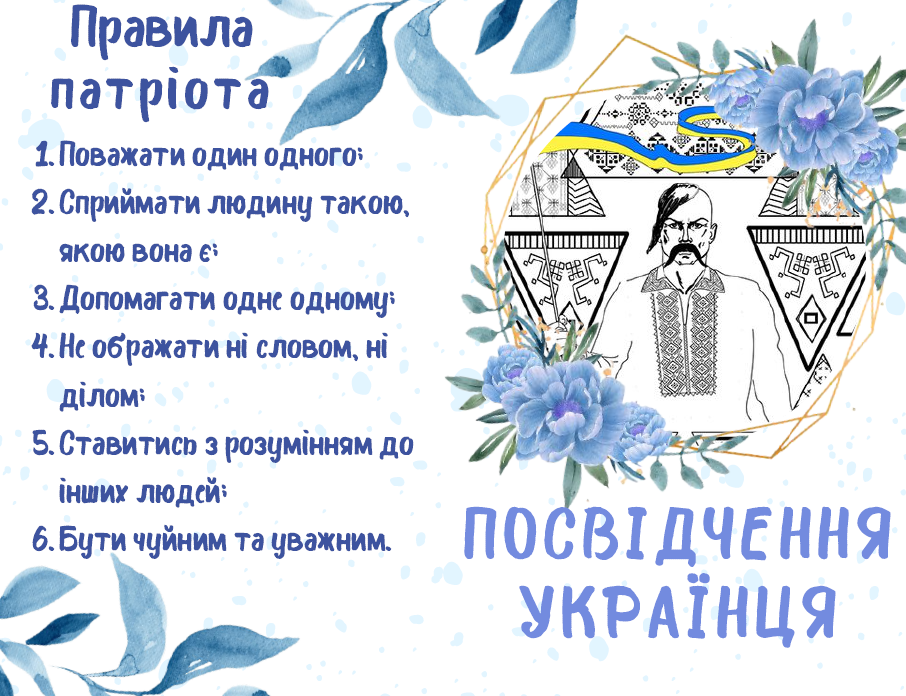 Правила
патріота
1. Поважати один одного;
2. Сприймати людину такою,
якою вона є;
3. Допомагати одне одному;
4. Не ображати ні словом, ні
ділом;
5. Ставитись з розумінням до
інших людей;
6. Бути чуйним та уважним.
ПОСВІДЧЕННЯ
УКРАЇНЦЯ